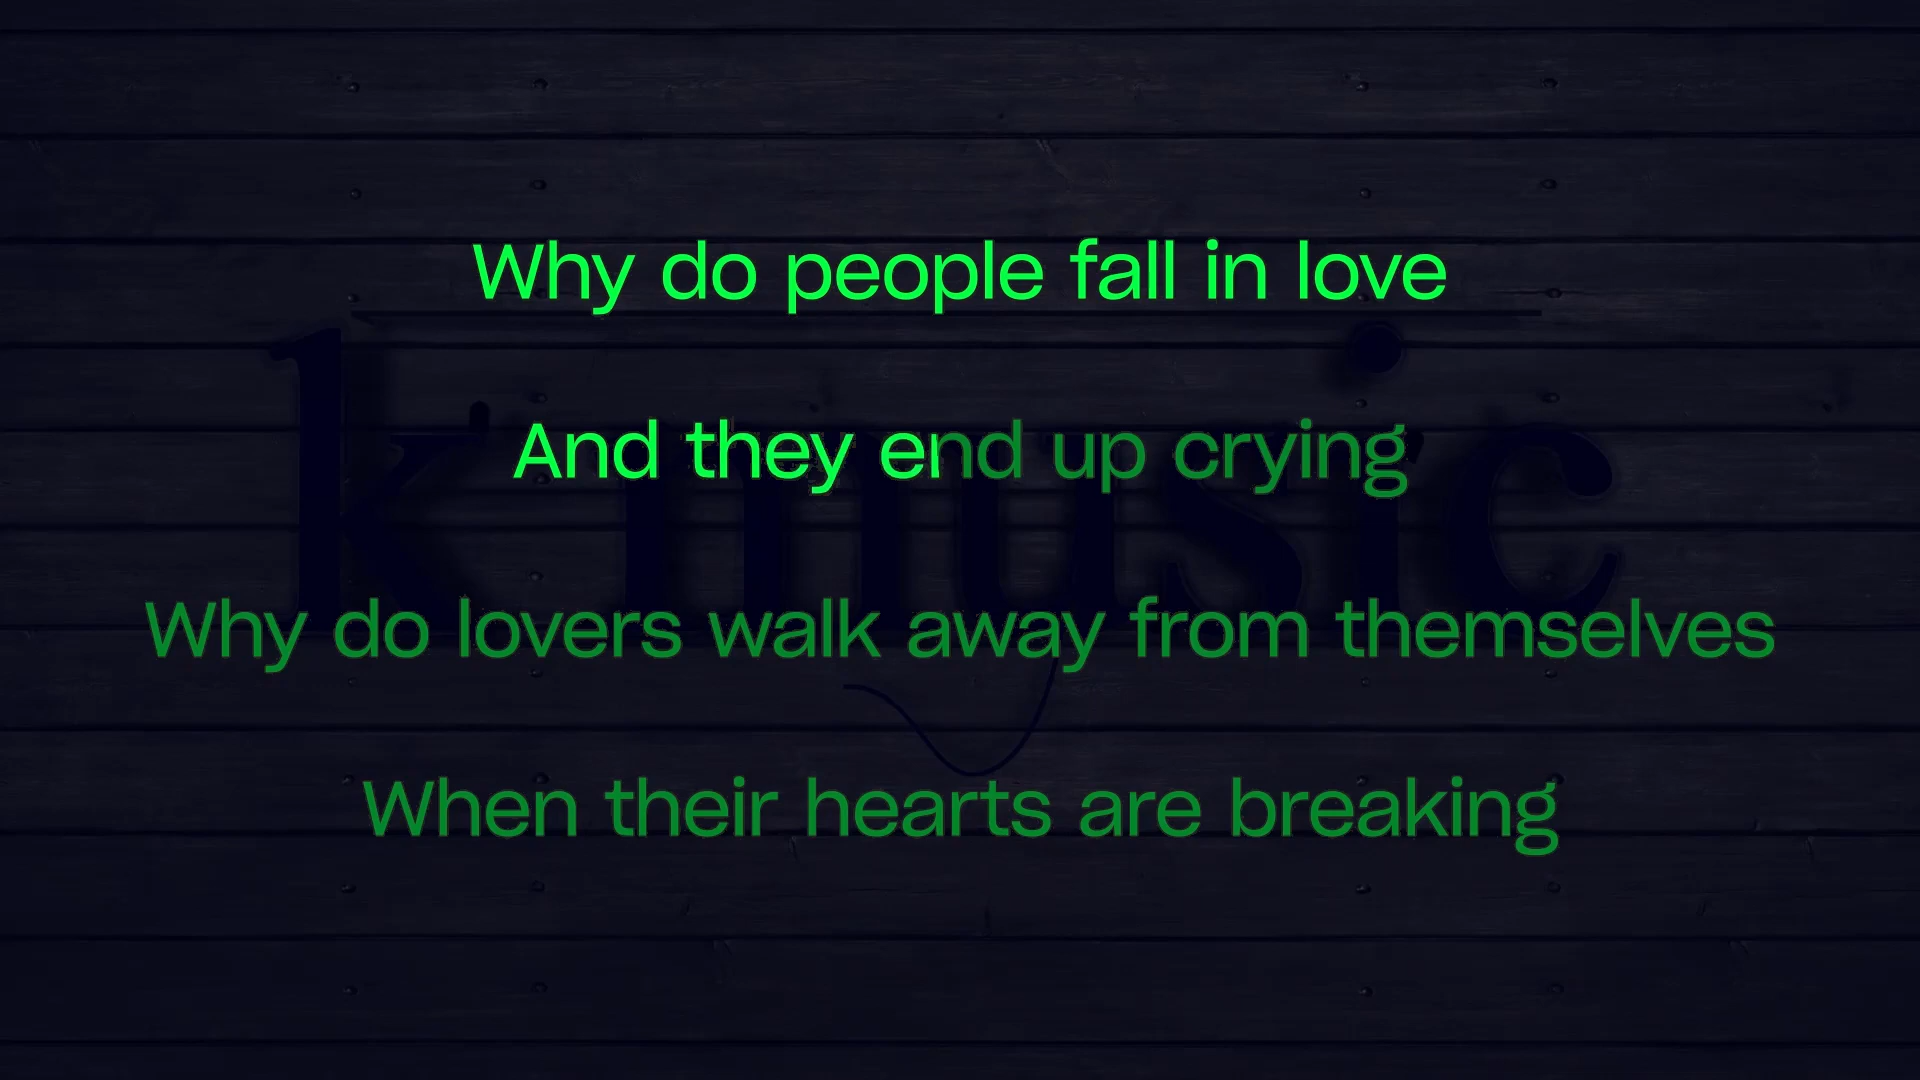 Why do people fall in love
And they end up crying
k music
Why do lovers walk away from themselves
When their hearts are breaking